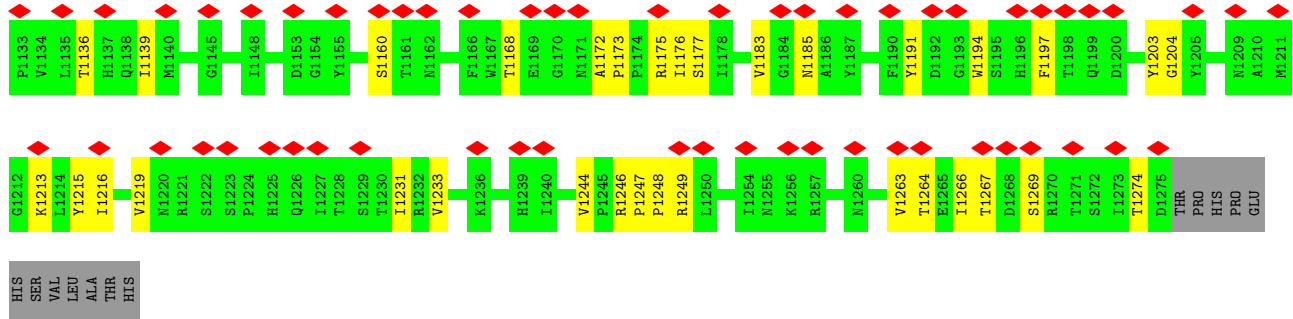 P1133 V1134 L1135 T1136 H1137 Q1138 I1139 M1140 G1145 I1148 D1153 G1154 Y1155 S1160 T1161 N1162 F1166 W1167 T1168 E1169 G1170 N1171 A1172 P1173 P1174 R1175 I1176 S1177 I1178 V1183 G1184 N1185 A1186 Y1187 F1190 Y1191 D1192 G1193 W1194 S1195 H1196 F1197 T1198 Q1199 D1200 Y1203 G1204 Y1205 N1209 A1210 M1211
G1212 K1213 L1214 Y1215 I1216 V1219 N1220 R1221 S1222 S1223 P1224 H1225 Q1226 I1227 T1228 S1229 T1230 I1231 R1232 V1233 K1236 H1239 I1240 V1244 P1245 R1246 P1247 P1248 R1249 L1250 I1254 N1255 K1256 R1257 N1260 V1263 T1264 E1265 I1266 T1267 D1268 S1269 R1270 T1271 S1272 I1273 T1274 D1275 THR PRO HIS PRO GLU
HIS SER VAL LEU ALA THR HIS